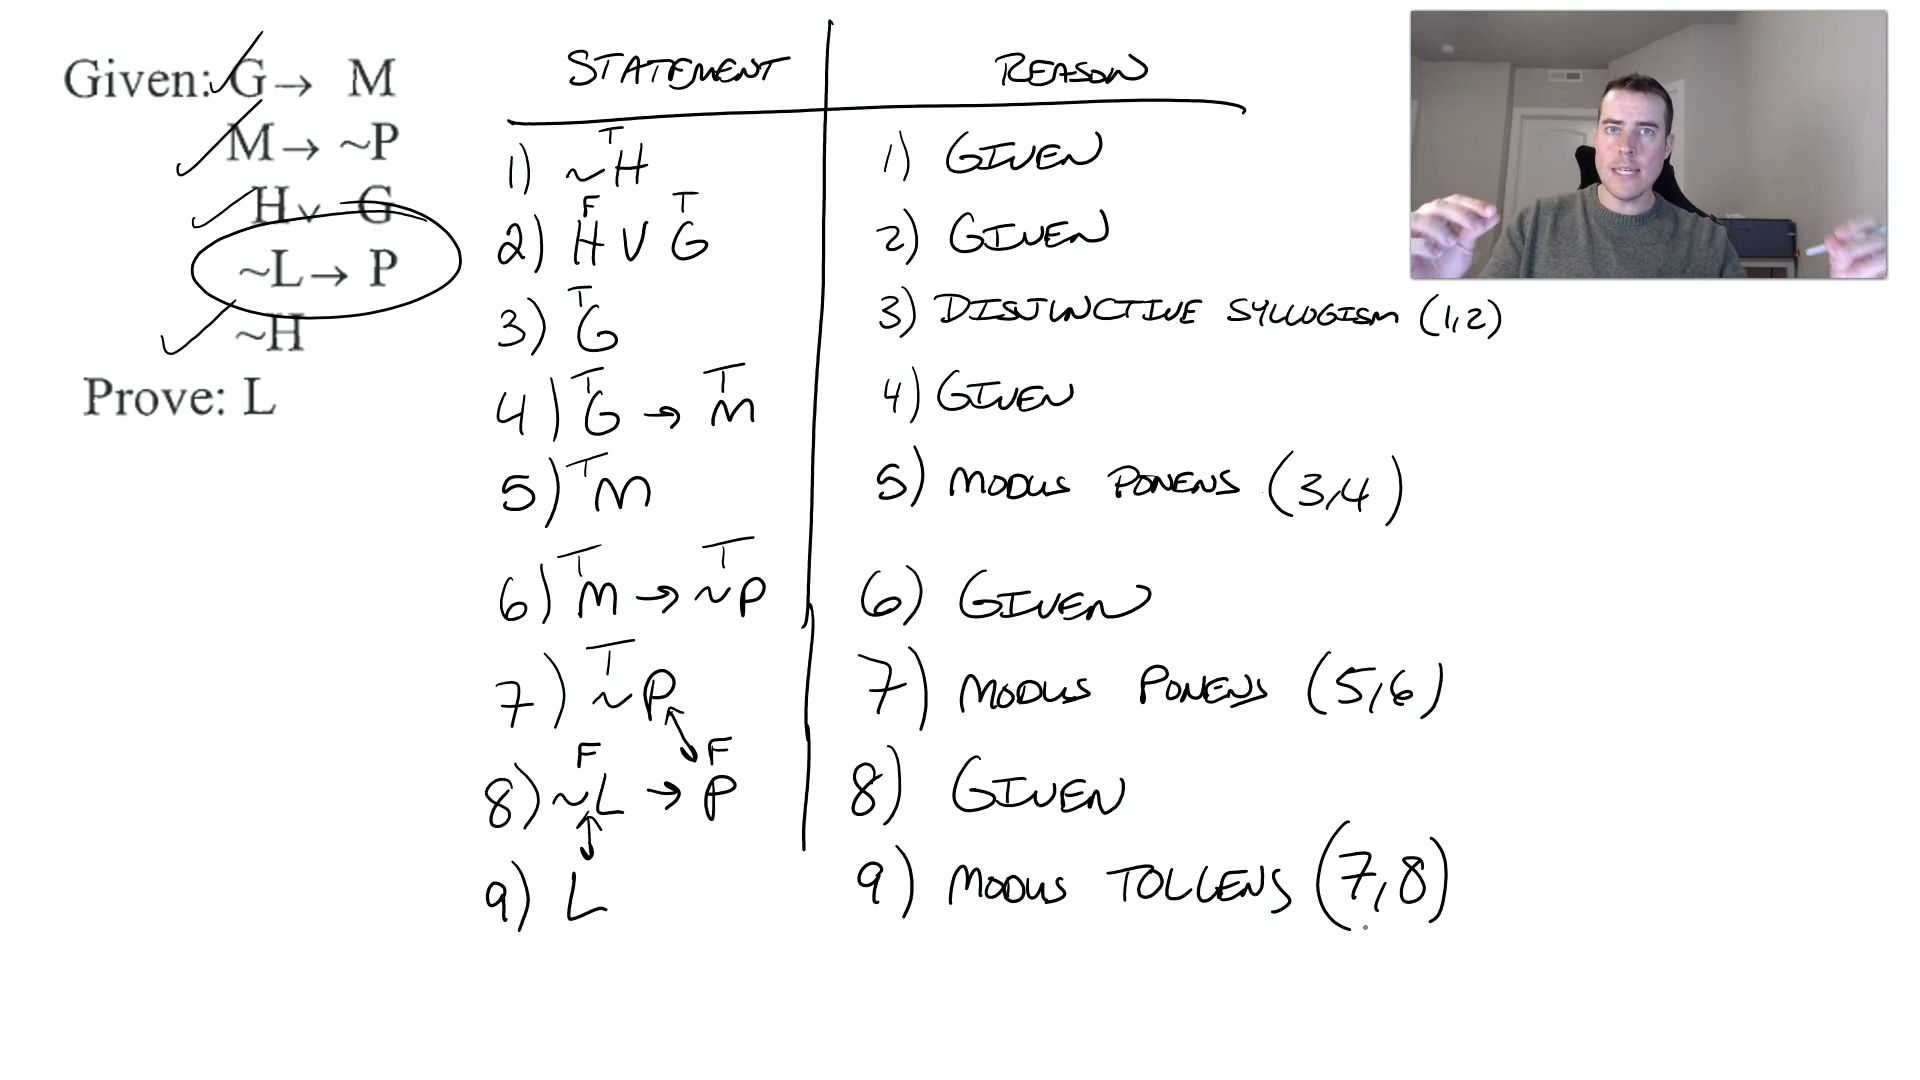 Given: G → M
M → ~P
H ∨ G
~L → P
~H
Prove: L
STATEMENT REASON
T
1) ~H 1) GIVEN
F T
2) H V G 2) GIVEN
T
3) G 3) DISJUNCTIVE SYLLOGISM (1,2)
T T
4) G → M 4) GIVEN
T
5) M 5) MODUS PONENS (3,4)
T T
6) M → ~P 6) GIVEN
T
7) ~P 7) MODUS PONENS (5,6)
F F
8) ~L → P 8) GIVEN
9) L 9) MODUS TOLLENS (7,8)